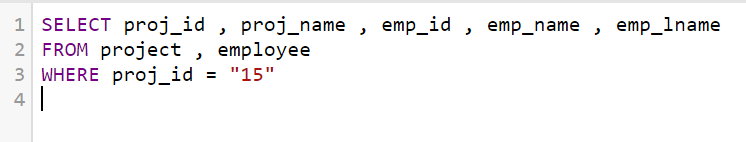 1 SELECT proj_id , proj_name , emp_id , emp_name , emp_lname
2 FROM project , employee
3 WHERE proj_id = "15"
4